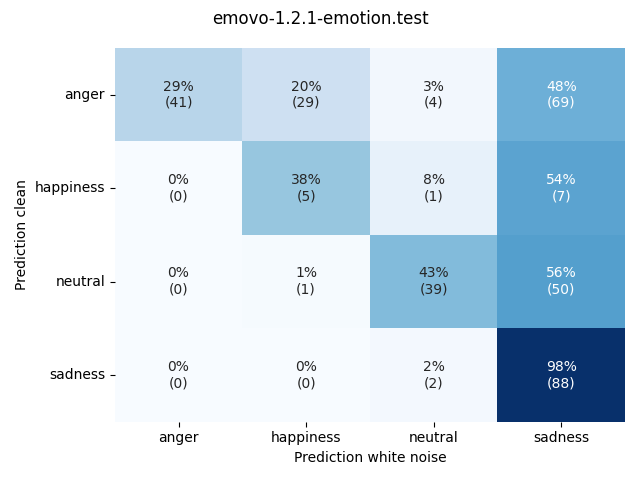 emovo-1.2.1-emotion.test
anger
29% 20% 3% 48%
(41) (29) (4) (69)
happiness
0% 38% 8% 54%
(0) (5) (1) (7)
neutral
0% 1% 43% 56%
(0) (1) (39) (50)
sadness
0% 0% 2% 98%
(0) (0) (2) (88)
Prediction clean
anger happiness neutral sadness
Prediction white noise